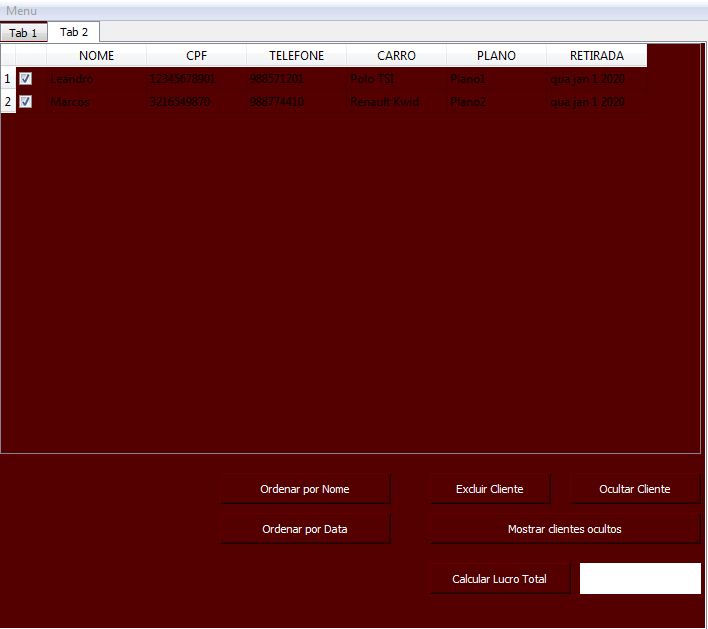 Menu
Tab 1 Tab 2
NOME CPF TELEFONE CARRO PLANO RETIRADA
1 Leandro 12345678901 988571201 Polo TSI Plano1 qua jan 1 2020
2 Marcos 3216549870 988774410 Renault Kwid Plano2 qua jan 1 2020
Ordenar por Nome Excluir Cliente Ocultar Cliente
Ordenar por Data Mostrar clientes ocultos
Calcular Lucro Total